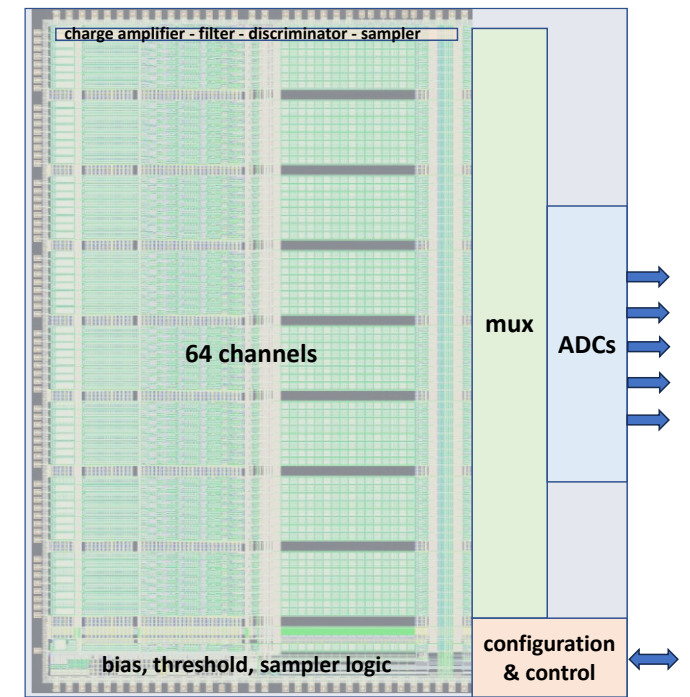 charge amplifier - filter - discriminator - sampler
mux
ADCs
64 channels
bias, threshold, sampler logic
configuration
& control